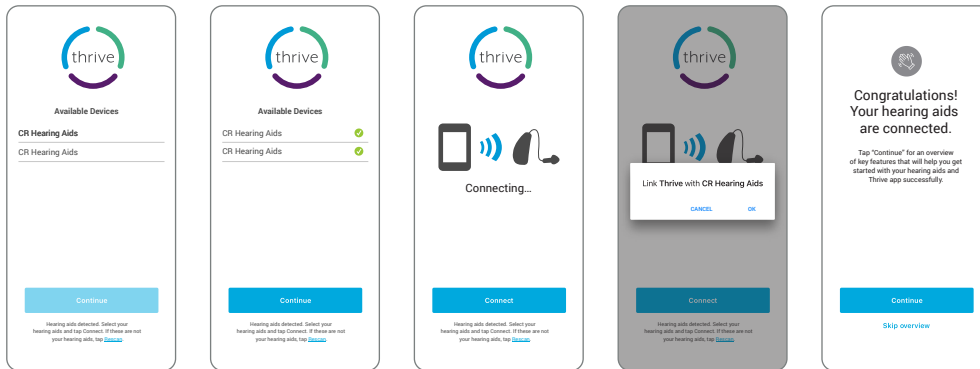 thrive
Available Devices
CR Hearing Aids
CR Hearing Aids
Continue
Hearing aids detected. Select your
hearing aids and tap Connect. If these are not
your hearing aids, tap Rescan.
thrive
Available Devices
CR Hearing Aids
CR Hearing Aids
Continue
Hearing aids detected. Select your
hearing aids and tap Connect. If these are not
your hearing aids, tap Rescan.
thrive
Connecting...
Connect
Hearing aids detected. Select your
hearing aids and tap Connect. If these are not
your hearing aids, tap Rescan.
thrive
Link Thrive with CR Hearing Aids
CANCEL OK
Connect
Hearing aids detected. Select your
hearing aids and tap Connect. If these are not
your hearing aids, tap Rescan.
Congratulations!
Your hearing aids
are connected.
Tap "Continue" for an overview
of key features that will help you get
started with your hearing aids and
Thrive app successfully.
Continue
Skip overview